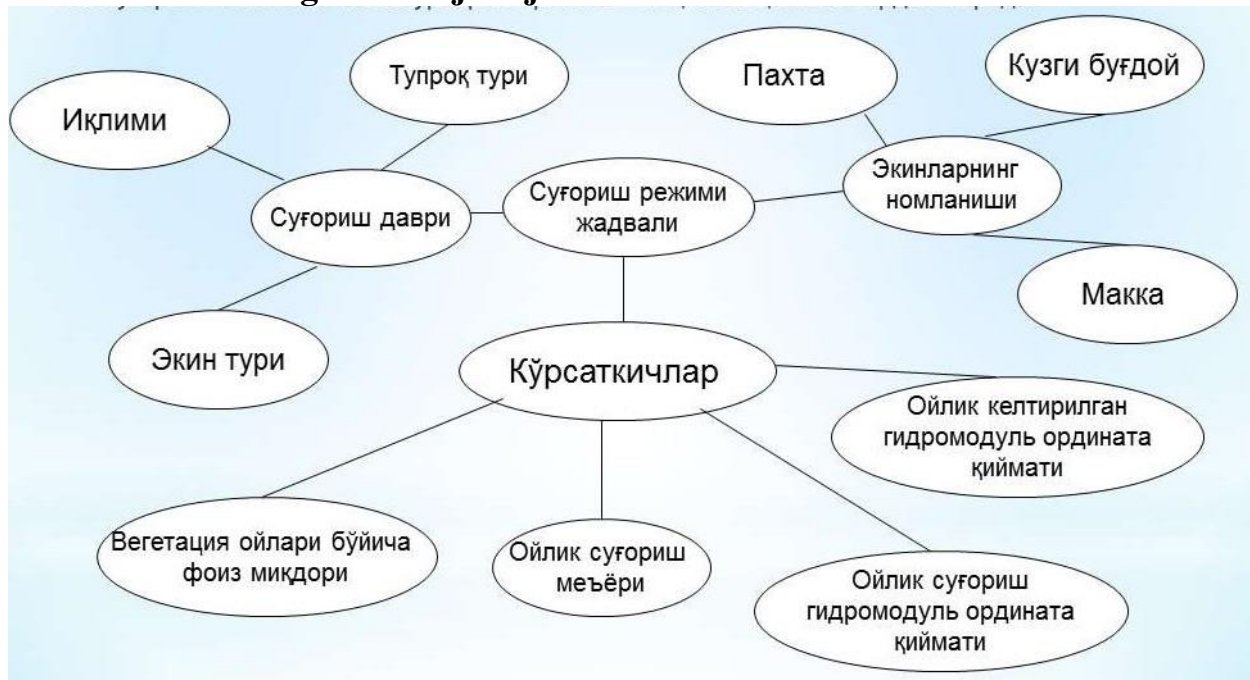 Тупроқ тури
Пахта
Кузги буғдой
Иқлими
Экинларнинг
номланиши
Суғориш режими
жадвали
Суғориш даври
Макка
Экин тури
Кўрсаткичлар
Ойлик келтирилган
гидромодуль ордината
қиймати
Вегетация ойлари бўйича
фоиз миқдори
Ойлик суғориш
меъёри
Ойлик суғориш
гидромодуль ордината
қиймати